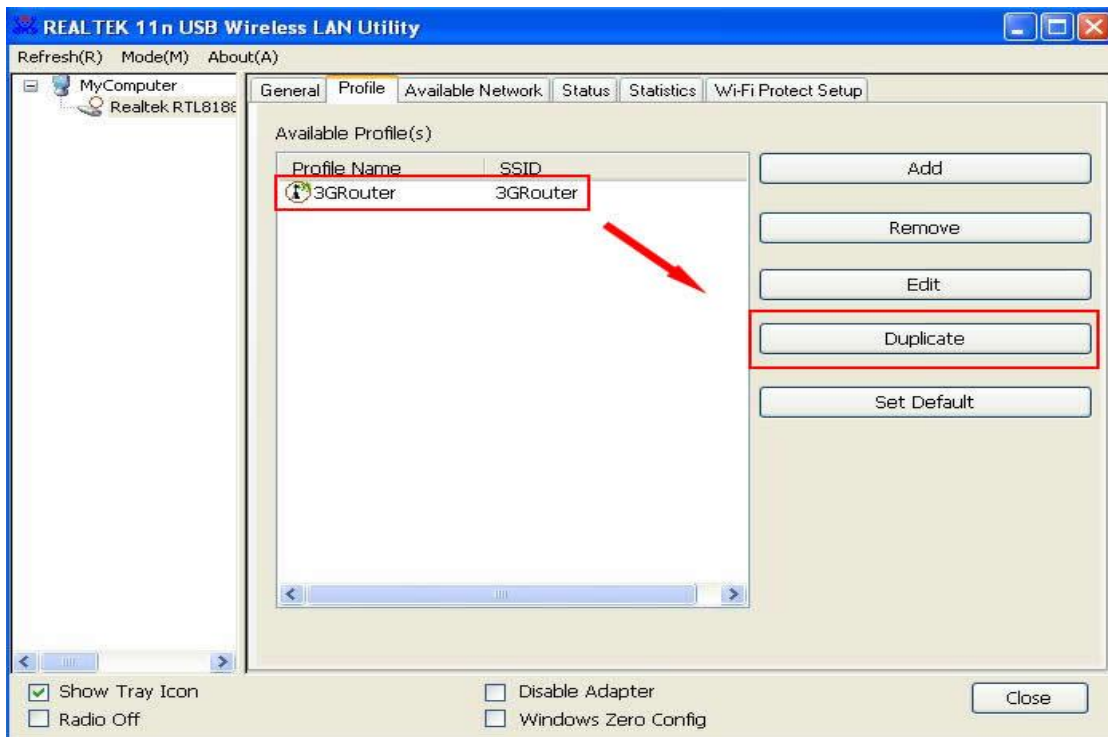 REALTEK 11n USB Wireless LAN Utility
Refresh(R) Mode(M) About(A)
MyComputer
Realtek RTL8188
General Profile Available Network Status Statistics Wi-Fi Protect Setup
Available Profile(s)
Profile Name SSID
3GRouter 3GRouter
Add
Remove
Edit
Duplicate
Set Default
Show Tray Icon
Radio Off
Disable Adapter
Windows Zero Config
Close